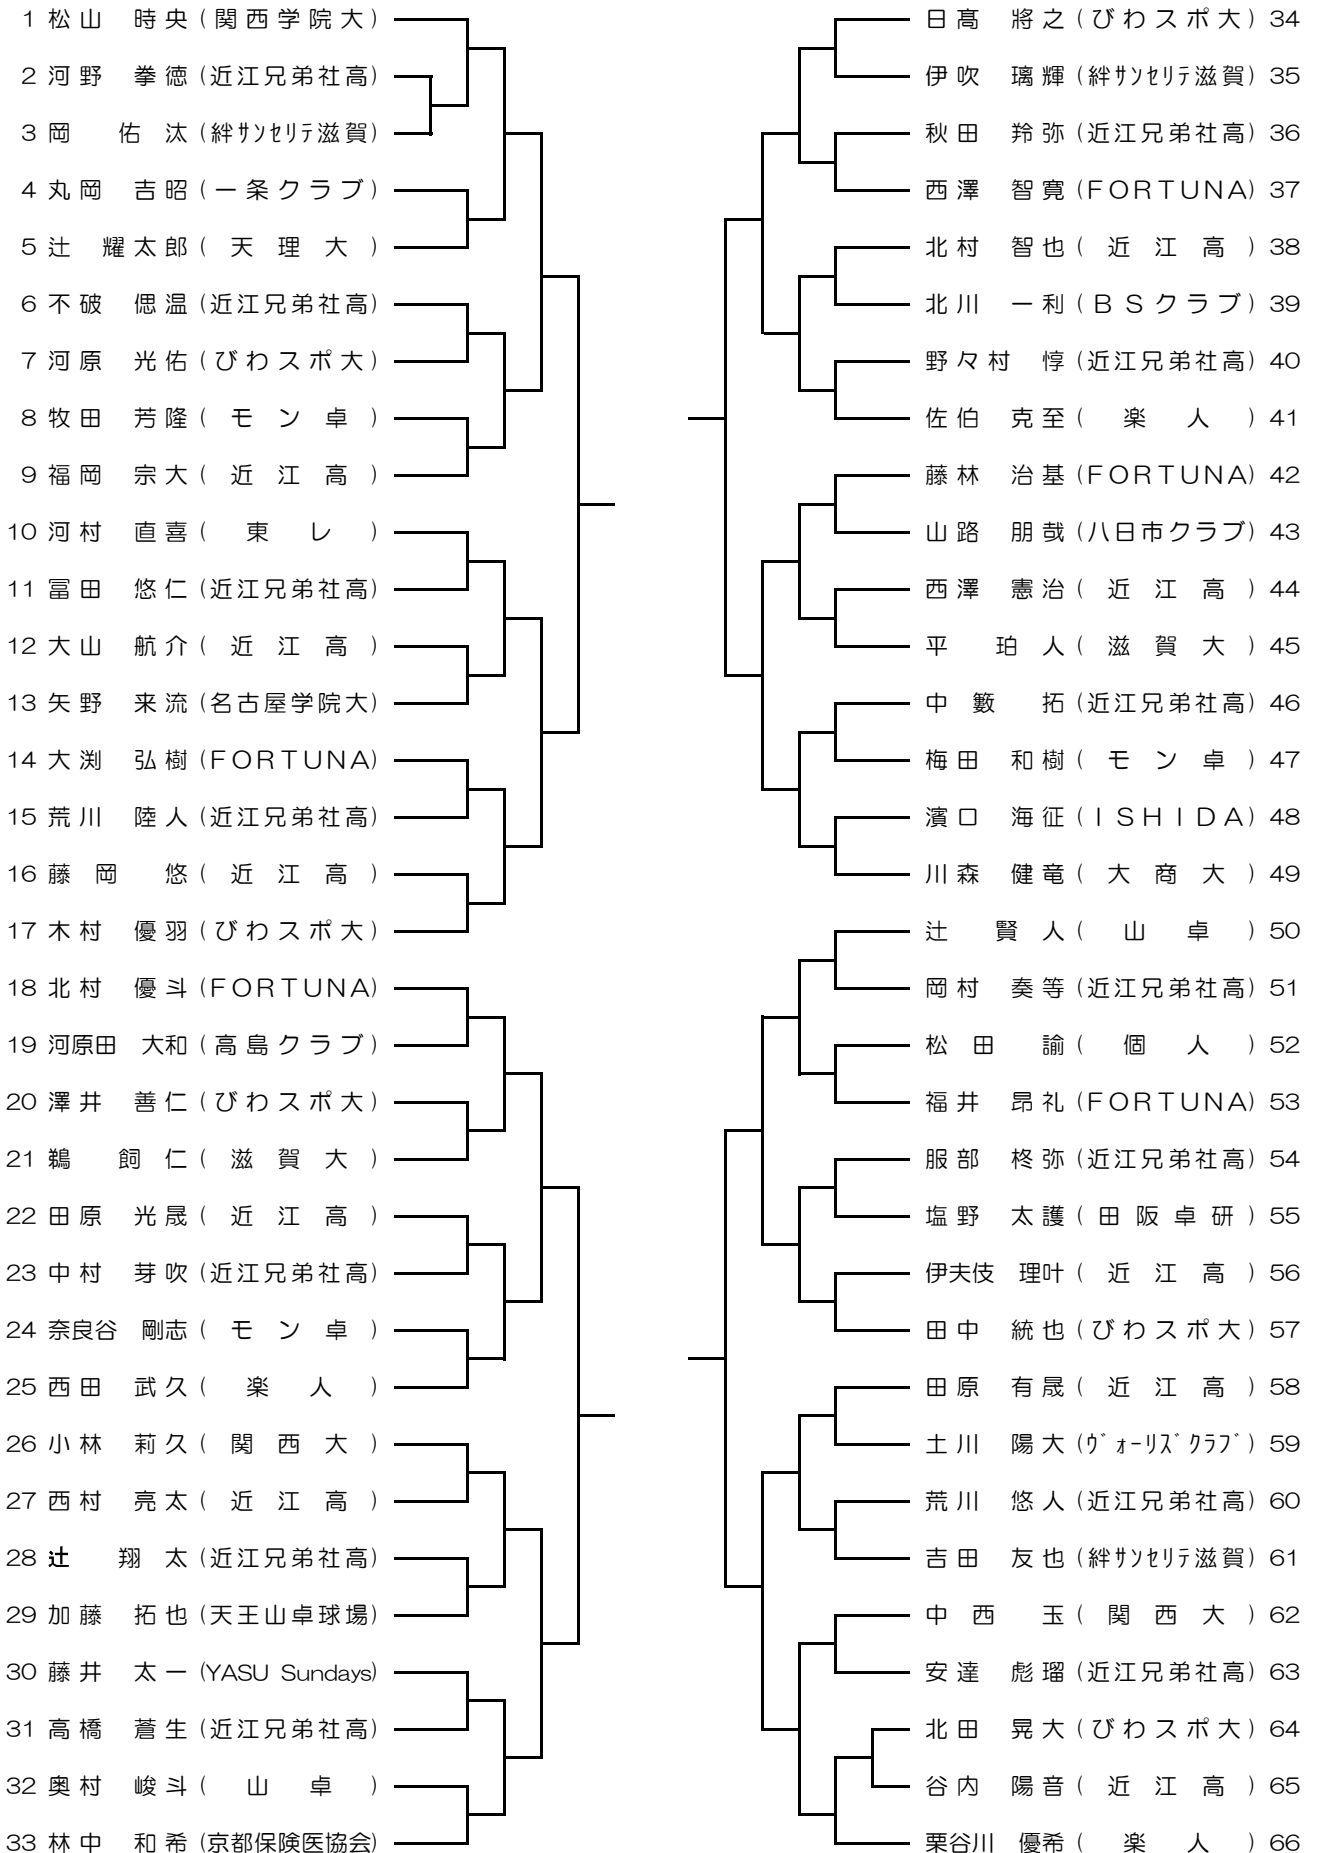 1 松山 時央 (関西学院大)
2 河野 拳徳 (近江兄弟社高)
3 岡 佑汰 (絆サンセリテ滋賀)
4 丸岡 吉昭 (一条クラブ)
5 辻 耀太郎 (天理大)
6 不破 偲温 (近江兄弟社高)
7 河原 光佑 (びわスポ大)
8 牧田 芳隆 (モン卓)
9 福岡 宗大 (近江高)
10 河村 直喜 (東レ)
11 冨田 悠仁 (近江兄弟社高)
12 大山 航介 (近江高)
13 矢野 来流 (名古屋学院大)
14 大渕 弘樹 (FORTUNA)
15 荒川 陸人 (近江兄弟社高)
16 藤岡 悠 (近江高)
17 木村 優羽 (びわスポ大)
18 北村 優斗 (FORTUNA)
19 河原田 大和 (高島クラブ)
20 澤井 善仁 (びわスポ大)
21 鵜飼 仁 (滋賀大)
22 田原 光晟 (近江高)
23 中村 芽吹 (近江兄弟社高)
24 奈良谷 剛志 (モン卓)
25 西田 武久 (楽人)
26 小林 莉久 (関西大)
27 西村 亮太 (近江高)
28 辻 翔太 (近江兄弟社高)
29 加藤 拓也 (天王山卓球場)
30 藤井 太一 (YASU Sundays)
31 高橋 蒼生 (近江兄弟社高)
32 奥村 峻斗 (山卓)
33 林中 和希 (京都保険医協会)
日髙 將之 (びわスポ大) 34
伊吹 璃輝 (絆サンセリテ滋賀) 35
秋田 羚弥 (近江兄弟社高) 36
西澤 智寛 (FORTUNA) 37
北村 智也 (近江高) 38
北川 一利 (BSクラブ) 39
野々村 惇 (近江兄弟社高) 40
佐伯 克至 (楽人) 41
藤林 治基 (FORTUNA) 42
山路 朋哉 (八日市クラブ) 43
西澤 憲治 (近江高) 44
平 珀人 (滋賀大) 45
中籔 拓 (近江兄弟社高) 46
梅田 和樹 (モン卓) 47
濱口 海征 (ISHIDA) 48
川森 健竜 (大商大) 49
辻 賢人 (山卓) 50
岡村 奏等 (近江兄弟社高) 51
松田 諭 (個人) 52
福井 昂礼 (FORTUNA) 53
服部 柊弥 (近江兄弟社高) 54
塩野 太護 (田阪卓研) 55
伊夫伎 理叶 (近江高) 56
田中 統也 (びわスポ大) 57
田原 有晟 (近江高) 58
土川 陽大 (ヴォーリズクラブ) 59
荒川 悠人 (近江兄弟社高) 60
吉田 友也 (絆サンセリテ滋賀) 61
中西 玉 (関西大) 62
安達 彪瑠 (近江兄弟社高) 63
北田 晃大 (びわスポ大) 64
谷内 陽音 (近江高) 65
栗谷川 優希 (楽人) 66